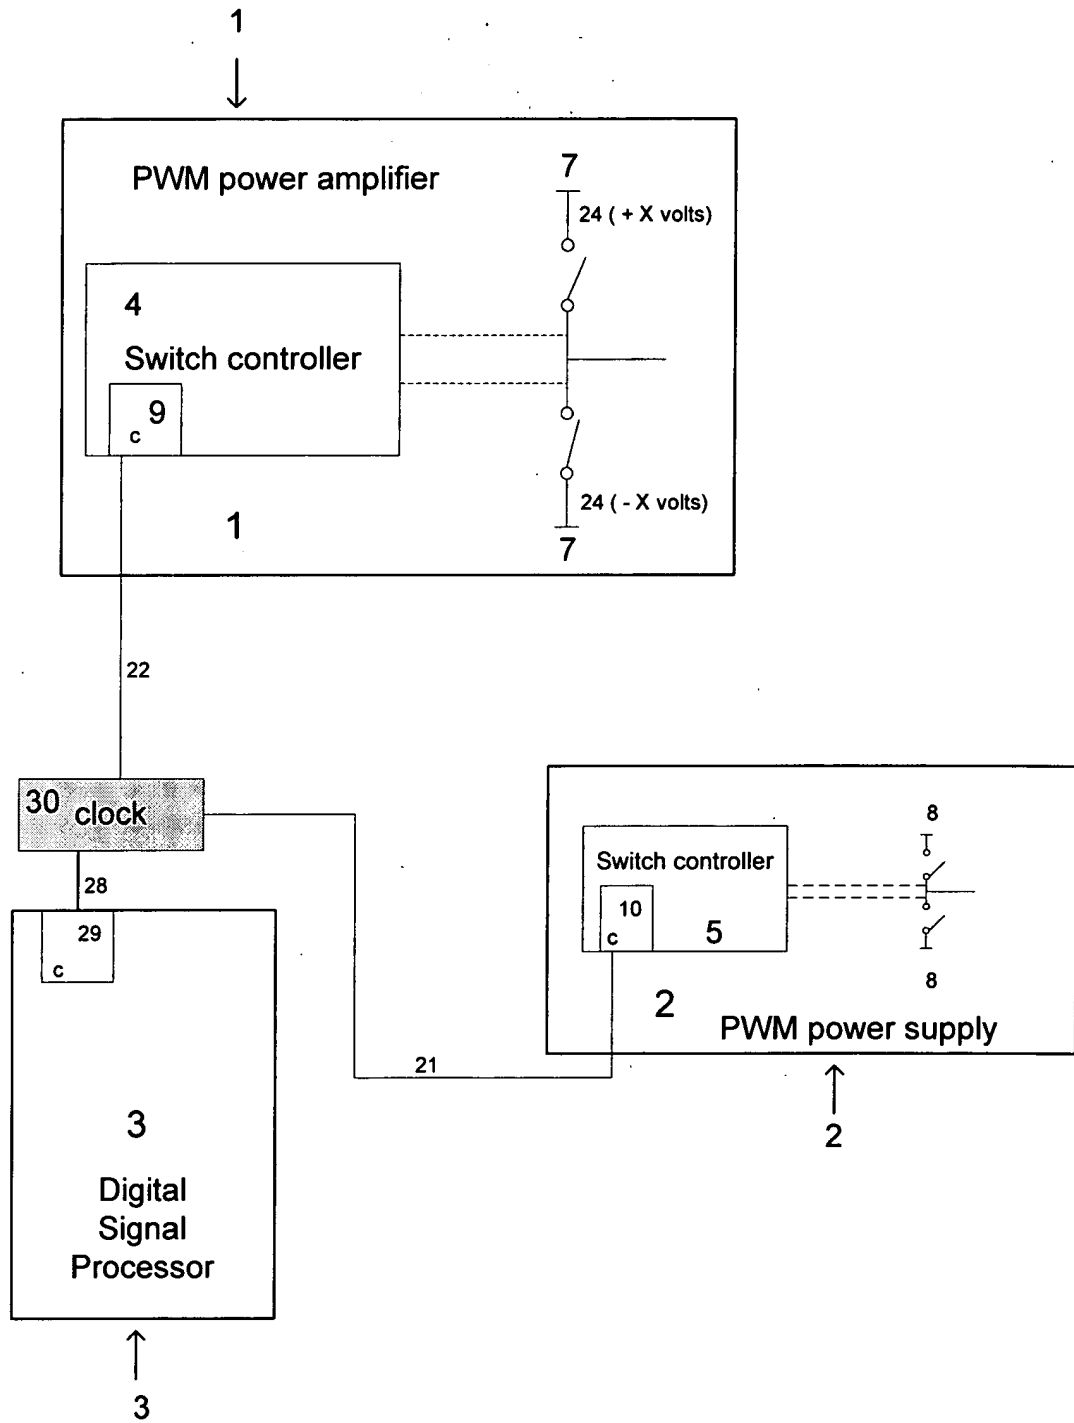 1
PWM power amplifier
7
24 ( + X volts)
4
Switch controller
9
c
24 ( - X volts)
1
7
22
30 clock
28
29
c
8
Switch controller
10
c
5
8
2
PWM power supply
21
2
3
Digital
Signal
Processor
3